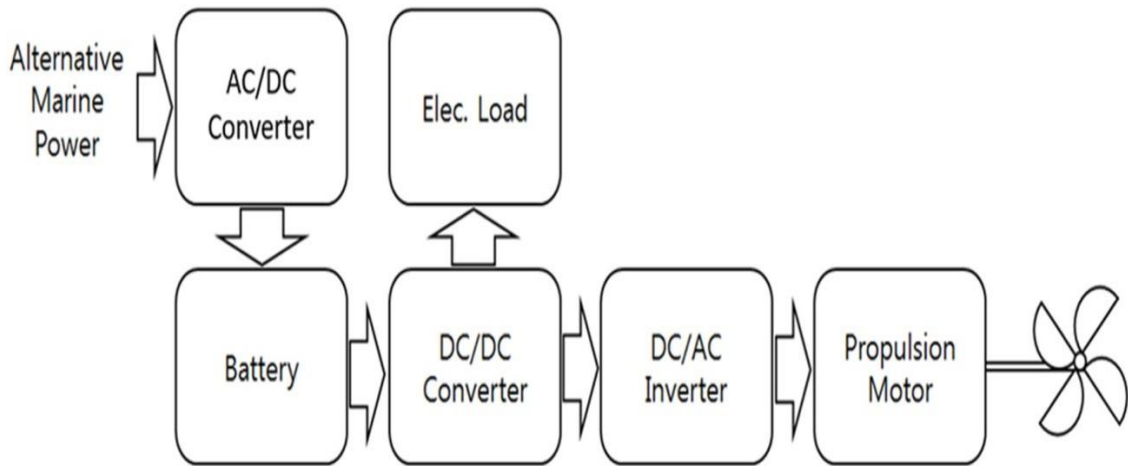 Alternative
Marine
Power
AC/DC
Converter
Elec. Load
Battery
DC/DC
Converter
DC/AC
Inverter
Propulsion
Motor